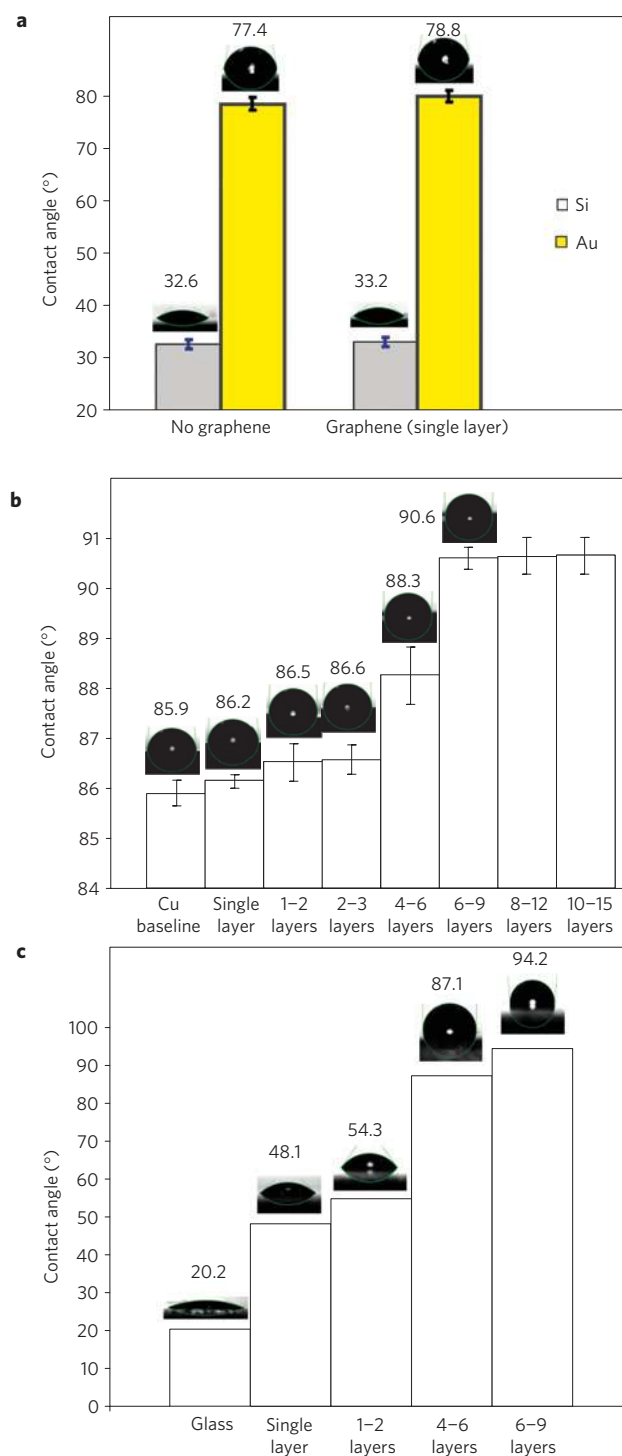 a
77.4
78.8
80
70
60
50
40
30
20
Contact angle (°)
32.6
33.2
Si
Au
No graphene
Graphene (single layer)
b
91
90
89
88
87
86
85
84
Contact angle (°)
85.9
86.2
86.5
86.6
88.3
90.6
Cu baseline
Single layer
1–2 layers
2–3 layers
4–6 layers
6–9 layers
8–12 layers
10–15 layers
c
100
90
80
70
60
50
40
30
20
10
0
Contact angle (°)
20.2
48.1
54.3
87.1
94.2
Glass
Single layer
1–2 layers
4–6 layers
6–9 layers